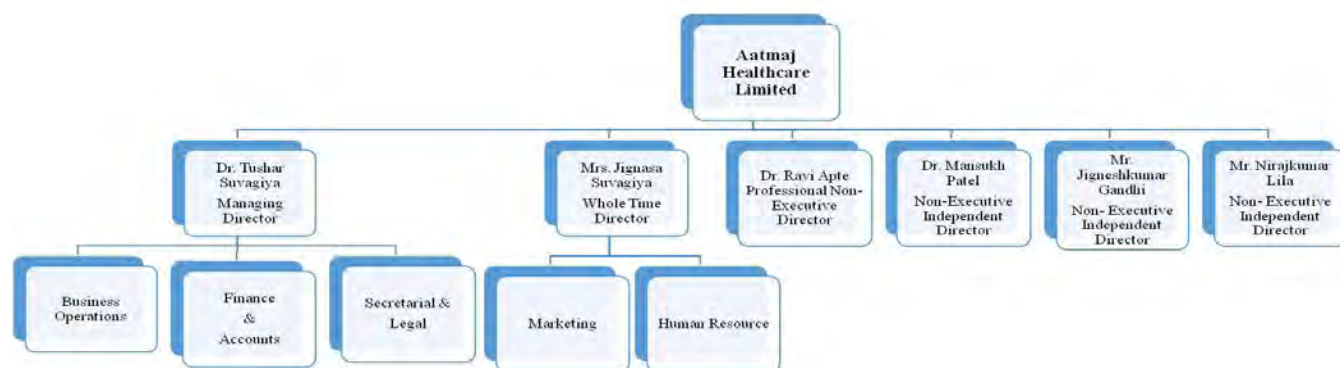 Aatmaj
Healthcare
Limited
Dr. Tushar
Suvagiya
Managing
Director
Mrs. Jignasa
Suvagiya
Whole Time
Director
Dr. Ravi Apte
Professional Non-
Executive
Director
Dr. Mansukh
Patel
Non-Executive
Independent
Director
Mr.
Jigneshkumar
Gandhi
Non- Executive
Independent
Director
Mr. Nirajkumar
Lila
Non- Executive
Independent
Director
Business
Operations
Finance
&
Accounts
Secretarial &
Legal
Marketing
Human Resource